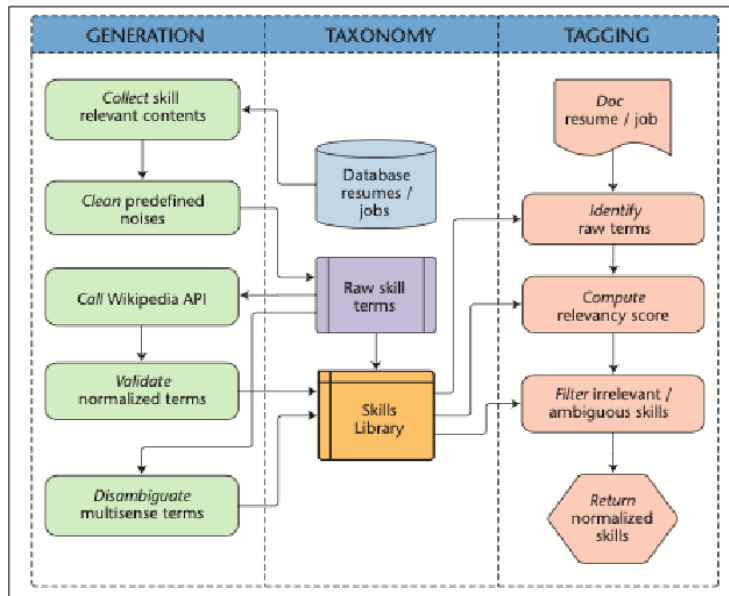 GENERATION
TAXONOMY
TAGGING
Collect skill
relevant contents
Clean predefined
noises
Call Wikipedia API
Validate
normalized terms
Disambiguate
multisense terms
Database
resumes /
jobs
Raw skill
terms
Skills
Library
Doc
resume / job
Identify
raw terms
Compute
relevancy score
Filter irrelevant /
ambiguous skills
Return
normalized
skills